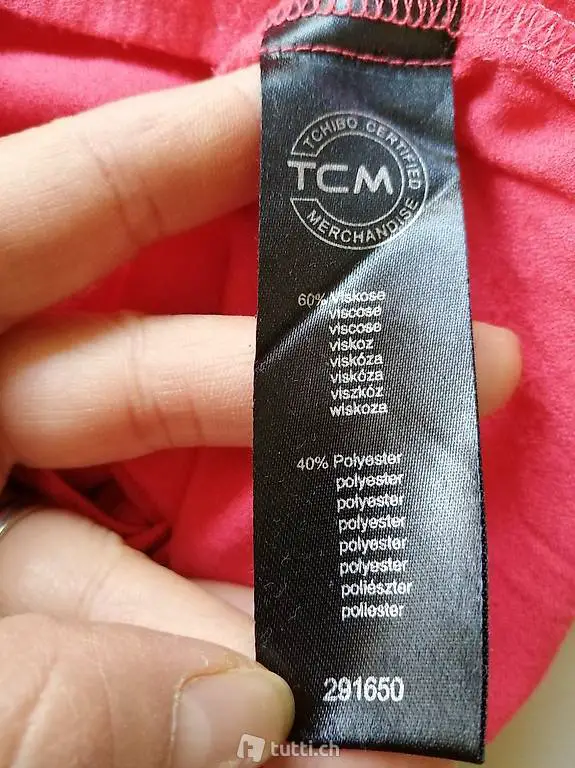 TCHIBO CERTIFIED
TCM
MERCHANDISE
60% Viskose
viscose
viscose
viskoz
viskóza
viskóza
viszkóz
wiskoza
40% Polyester
polyester
polyester
polyester
polyester
polyester
poliészter
poliester
291650
tutti.ch